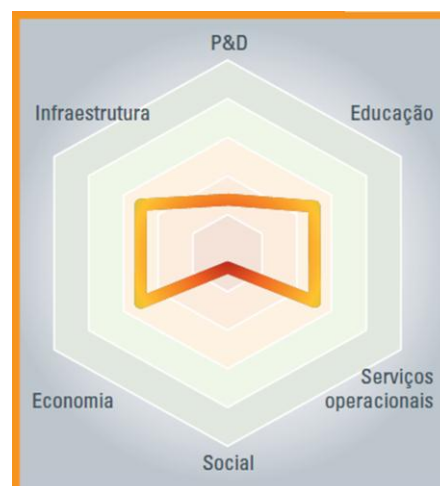 P&D
Infraestrutura
Educação
Economia
Serviços
operacionais
Social